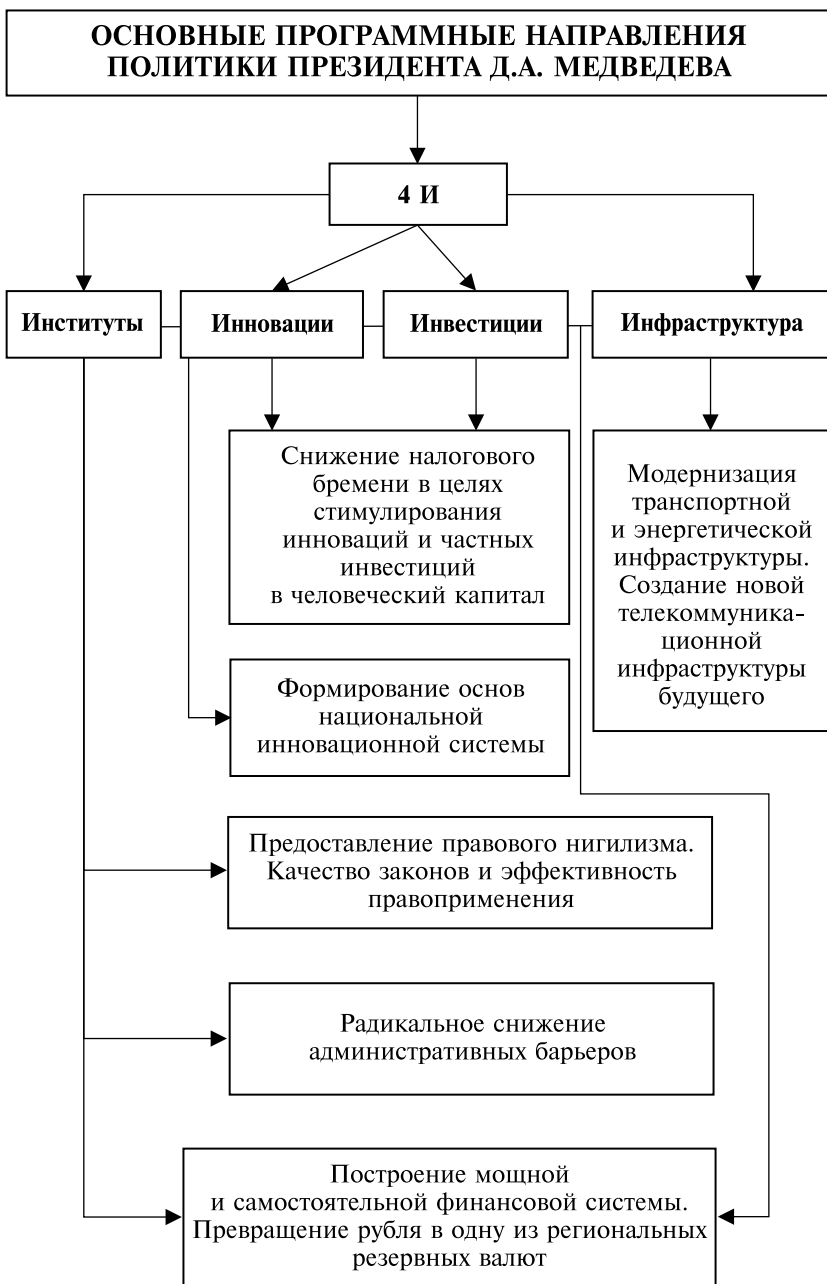 ОСНОВНЫЕ ПРОГРАММНЫЕ НАПРАВЛЕНИЯ
ПОЛИТИКИ ПРЕЗИДЕНТА Д.А. МЕДВЕДЕВА
4 И
Институты
Инновации
Инвестиции
Инфраструктура
Снижение налогового
бремени в целях
стимулирования
инноваций и частных
инвестиций
в человеческий капитал
Модернизация
транспортной
и энергетической
инфраструктуры.
Создание новой
телекоммуника-
ционной
инфраструктуры
будущего
Формирование основ
национальной
инновационной системы
Предоставление правового нигилизма.
Качество законов и эффективность
правоприменения
Радикальное снижение
административных барьеров
Построение мощной
и самостоятельной финансовой системы.
Превращение рубля в одну из региональных
резервных валют